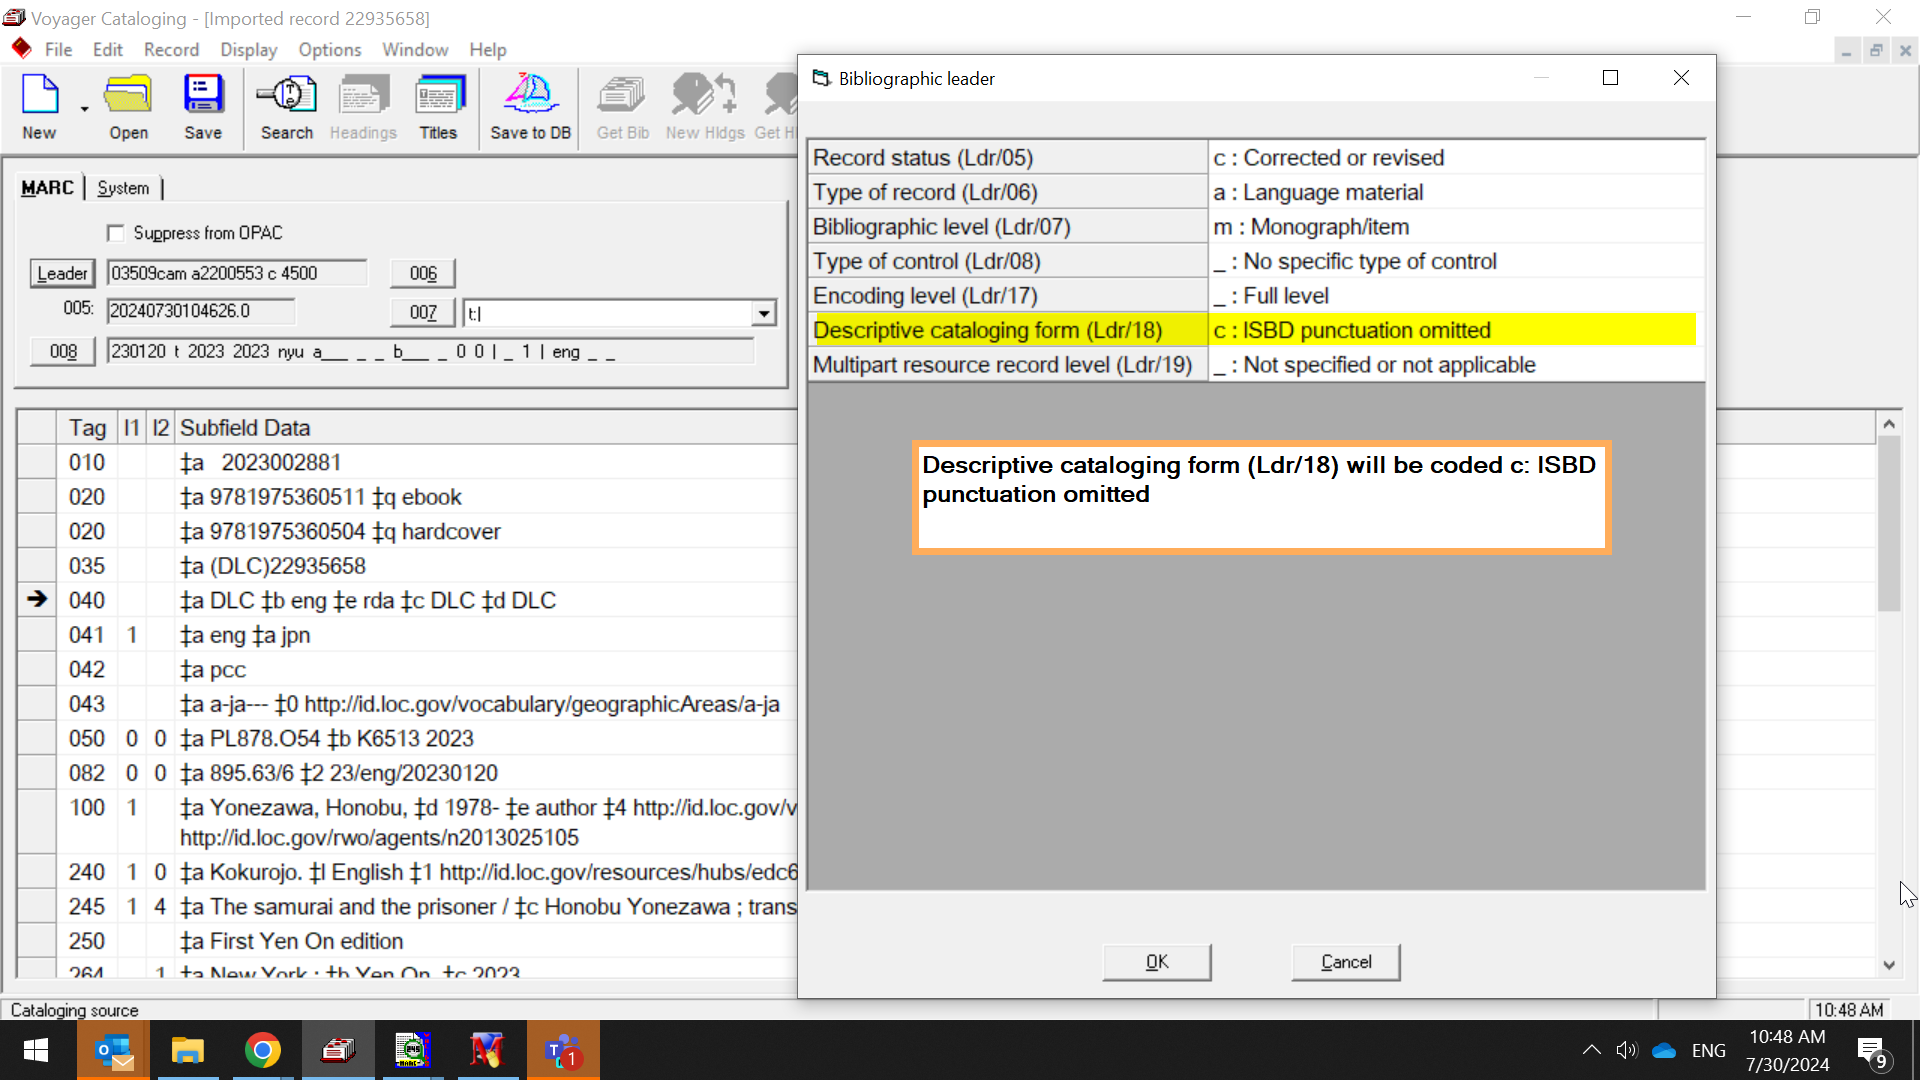 Voyager Cataloging - [Imported record 22935658]
File Edit Record Display Options Window Help
New Open Save Search Headings Titles Save to DB Get Bib New Hldgs Get H
MARC System
Suppress from OPAC
Leader 03509cam a2200553 c 4500 006
005: 20240730104626.0 007 t:|
008 230120 t 2023 2023 nyu a___ _ _ b___ _ 0 0 | _ 1 | eng _ _
Tag I1 I2 Subfield Data
010 ‡a 2023002881
020 ‡a 9781975360511 ‡q ebook
020 ‡a 9781975360504 ‡q hardcover
035 ‡a (DLC)22935658
040 ‡a DLC ‡b eng ‡e rda ‡c DLC ‡d DLC
041 1 ‡a eng ‡a jpn
042 ‡a pcc
043 ‡a a-ja--- ‡0 http://id.loc.gov/vocabulary/geographicAreas/a-ja
050 0 0 ‡a PL878.O54 ‡b K6513 2023
082 0 0 ‡a 895.63/6 ‡2 23/eng/20230120
100 1 ‡a Yonezawa, Honobu, ‡d 1978- ‡e author ‡4 http://id.loc.gov/v
http://id.loc.gov/rwo/agents/n2013025105
240 1 0 ‡a Kokurojo. ‡l English ‡1 http://id.loc.gov/resources/hubs/edc6
245 1 4 ‡a The samurai and the prisoner / ‡c Honobu Yonezawa ; trans
250 ‡a First Yen On edition
264 1 ‡a New York : ‡b Yen On, ‡c 2023
Bibliographic leader
Record status (Ldr/05) c : Corrected or revised
Type of record (Ldr/06) a : Language material
Bibliographic level (Ldr/07) m : Monograph/item
Type of control (Ldr/08) _ : No specific type of control
Encoding level (Ldr/17) _ : Full level
Descriptive cataloging form (Ldr/18) c : ISBD punctuation omitted
Multipart resource record level (Ldr/19) _ : Not specified or not applicable
Descriptive cataloging form (Ldr/18) will be coded c: ISBD
punctuation omitted
OK Cancel
Cataloging source 10:48 AM
ENG 10:48 AM
7/30/2024
1
9